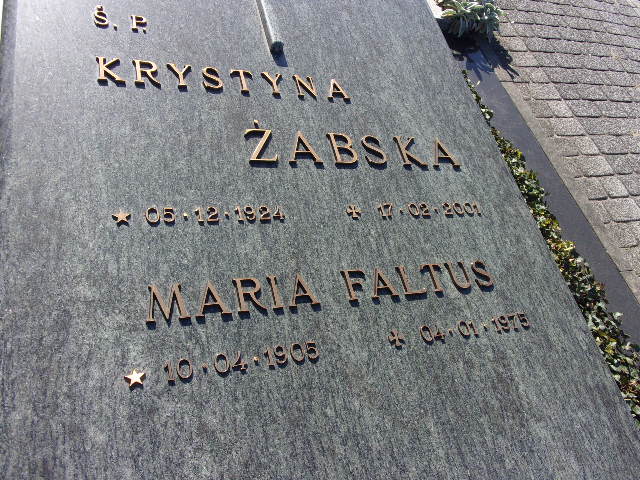 Ś. P.
KRYSTYNA
ŻABSKA
05·12·1924 17·02·2001
MARIA FALTUS
10·04·1905 04·01·1975